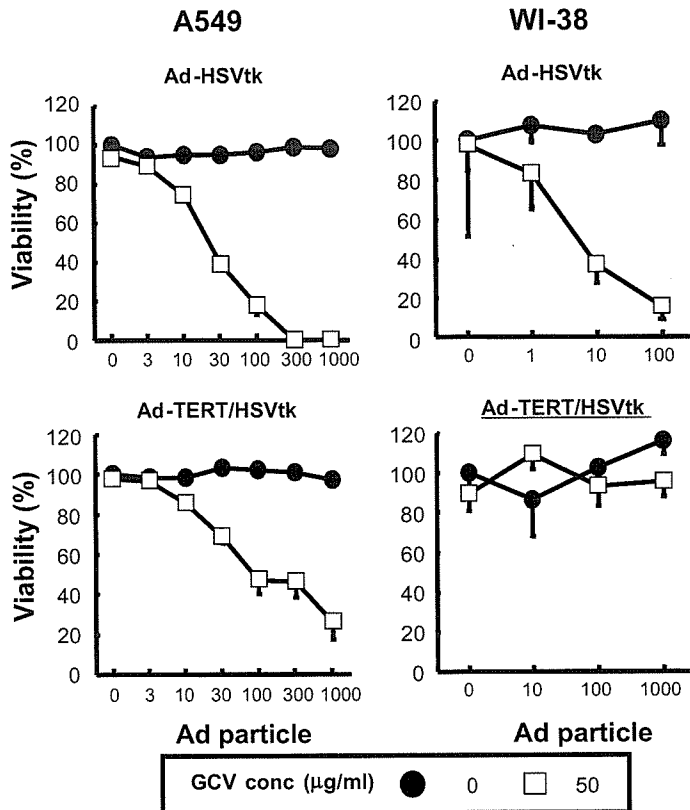 A549
WI-38
Ad-HSVtk
Ad-HSVtk
Viability (%)
120
100
80
60
40
20
0
0 3 10 30 100 300 1000
120
100
80
60
40
20
0
0 1 10 100
Ad-TERT/HSVtk
Ad-TERT/HSVtk
Viability (%)
120
100
80
60
40
20
0
0 3 10 30 100 300 1000
120
100
80
60
40
20
0
0 10 100 1000
Ad particle
Ad particle
GCV conc (μg/ml) 0 50